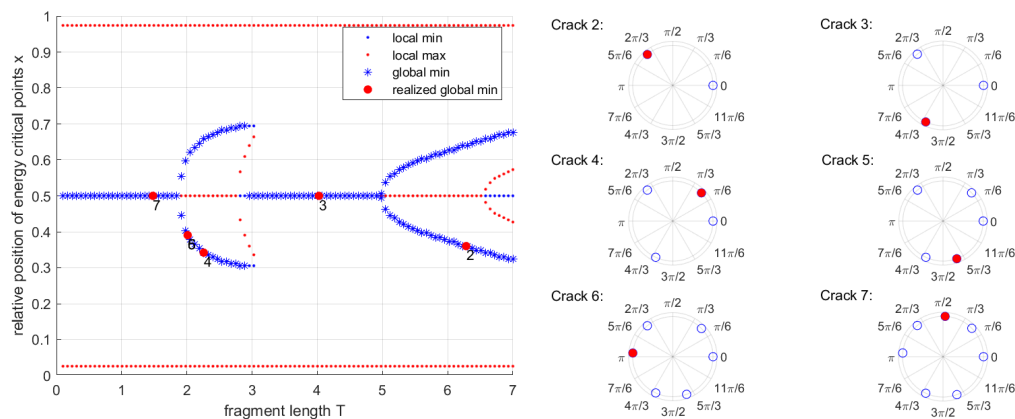 relative position of energy critical points x
1
0.9
0.8
0.7
0.6
0.5
0.4
0.3
0.2
0.1
0
0 1 2 3 4 5 6 7
fragment length T
local min
local max
global min
realized global min
7
6
4
3
2
Crack 2:
π/2
2π/3 π/3
5π/6 π/6
π 0
7π/6 11π/6
4π/3 5π/3
3π/2
Crack 3:
π/2
2π/3 π/3
5π/6 π/6
π 0
7π/6 11π/6
4π/3 5π/3
3π/2
Crack 4:
π/2
2π/3 π/3
5π/6 π/6
π 0
7π/6 11π/6
4π/3 5π/3
3π/2
Crack 5:
π/2
2π/3 π/3
5π/6 π/6
π 0
7π/6 11π/6
4π/3 5π/3
3π/2
Crack 6:
π/2
2π/3 π/3
5π/6 π/6
π 0
7π/6 11π/6
4π/3 5π/3
3π/2
Crack 7:
π/2
2π/3 π/3
5π/6 π/6
π 0
7π/6 11π/6
4π/3 5π/3
3π/2